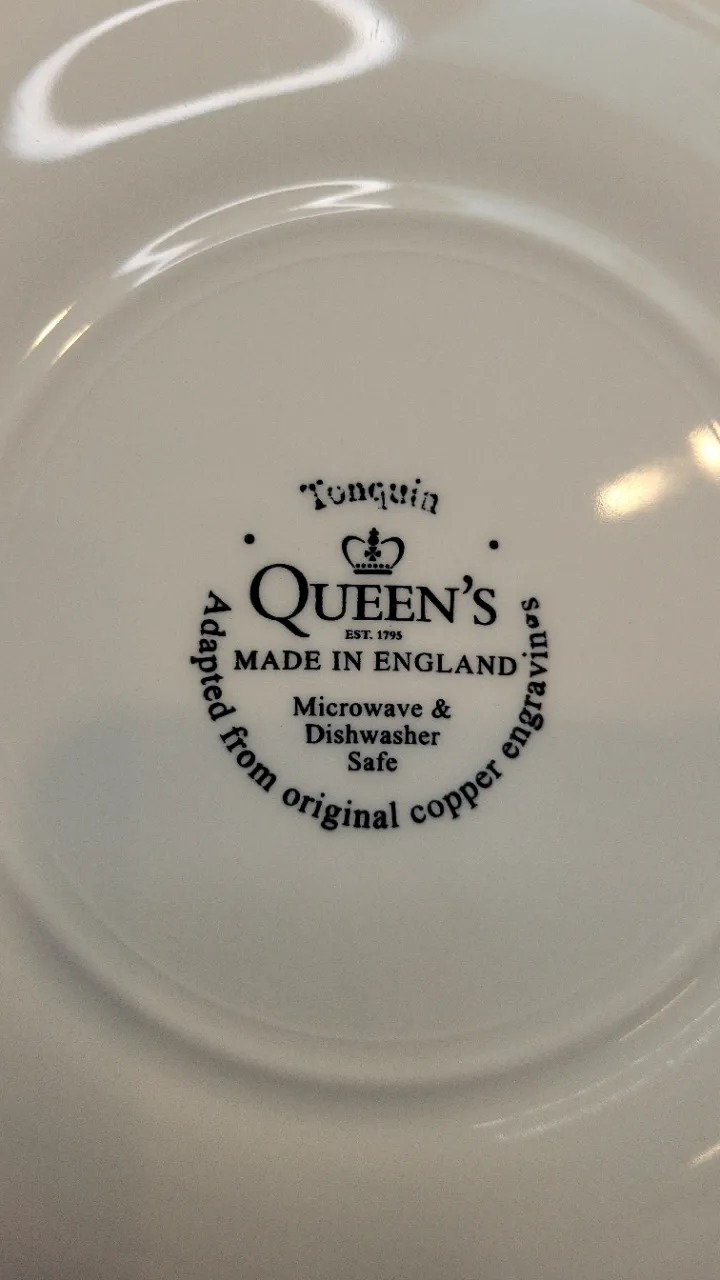 Tonquin
QUEEN'S
EST. 1795
MADE IN ENGLAND
Microwave &
Dishwasher
Safe
Adapted from original copper engravings